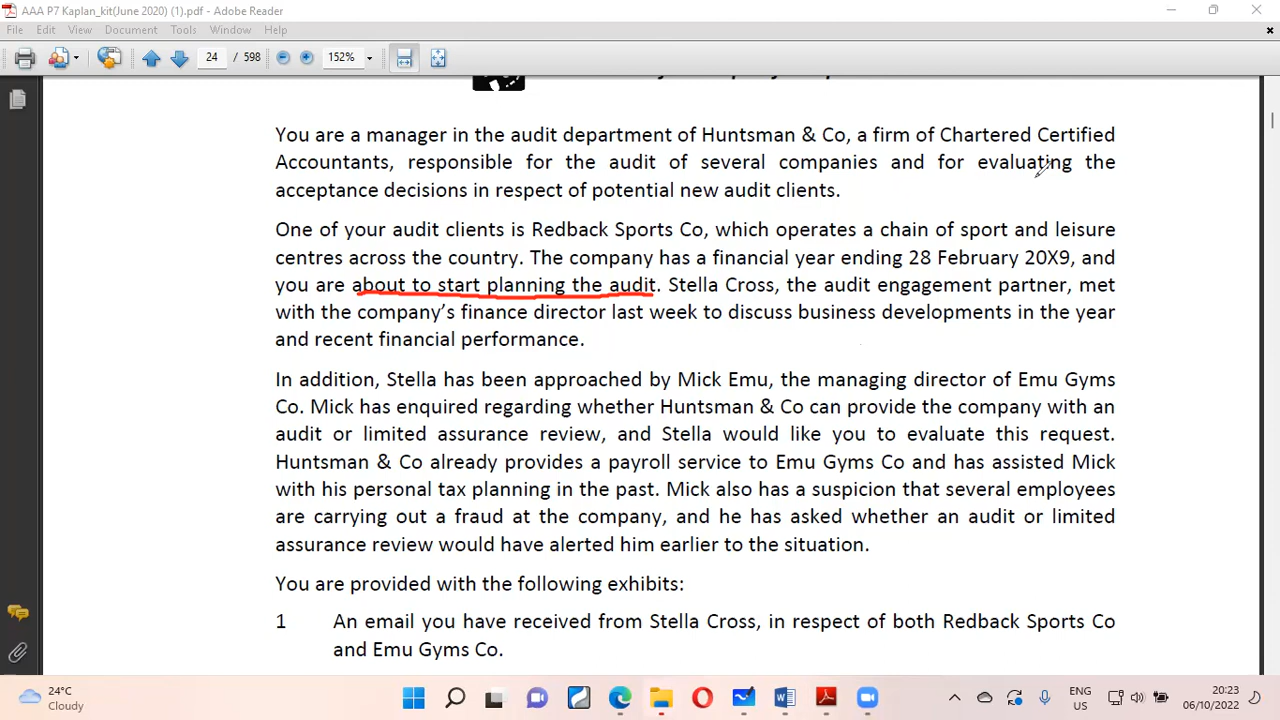 AAA P7 Kaplan_kit(June 2020) (1).pdf - Adobe Reader
File Edit View Document Tools Window Help
24 / 598 152%
You are a manager in the audit department of Huntsman & Co, a firm of Chartered Certified
Accountants, responsible for the audit of several companies and for evaluating the
acceptance decisions in respect of potential new audit clients.
One of your audit clients is Redback Sports Co, which operates a chain of sport and leisure
centres across the country. The company has a financial year ending 28 February 20X9, and
you are about to start planning the audit. Stella Cross, the audit engagement partner, met
with the company's finance director last week to discuss business developments in the year
and recent financial performance.
In addition, Stella has been approached by Mick Emu, the managing director of Emu Gyms
Co. Mick has enquired regarding whether Huntsman & Co can provide the company with an
audit or limited assurance review, and Stella would like you to evaluate this request.
Huntsman & Co already provides a payroll service to Emu Gyms Co and has assisted Mick
with his personal tax planning in the past. Mick also has a suspicion that several employees
are carrying out a fraud at the company, and he has asked whether an audit or limited
assurance review would have alerted him earlier to the situation.
You are provided with the following exhibits:
1 An email you have received from Stella Cross, in respect of both Redback Sports Co
and Emu Gyms Co.
24°C
Cloudy
ENG
US
20:23
06/10/2022